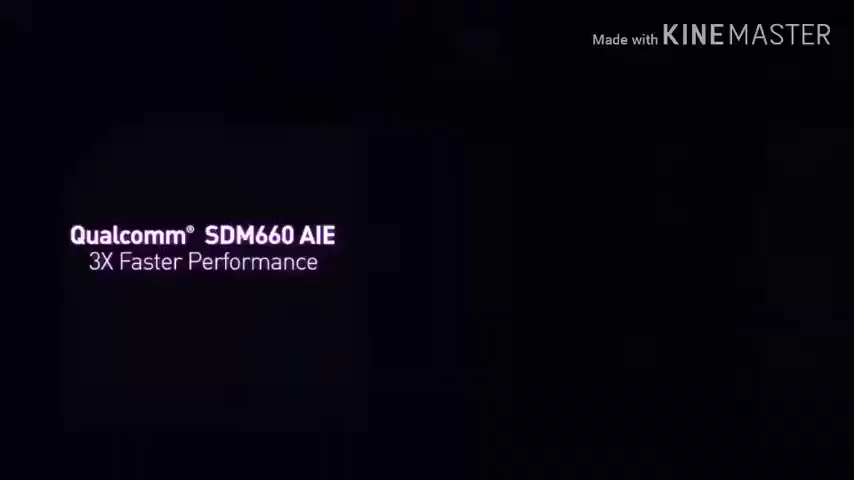 Made with KINEMASTER
Qualcomm® SDM660 AIE
3X Faster Performance